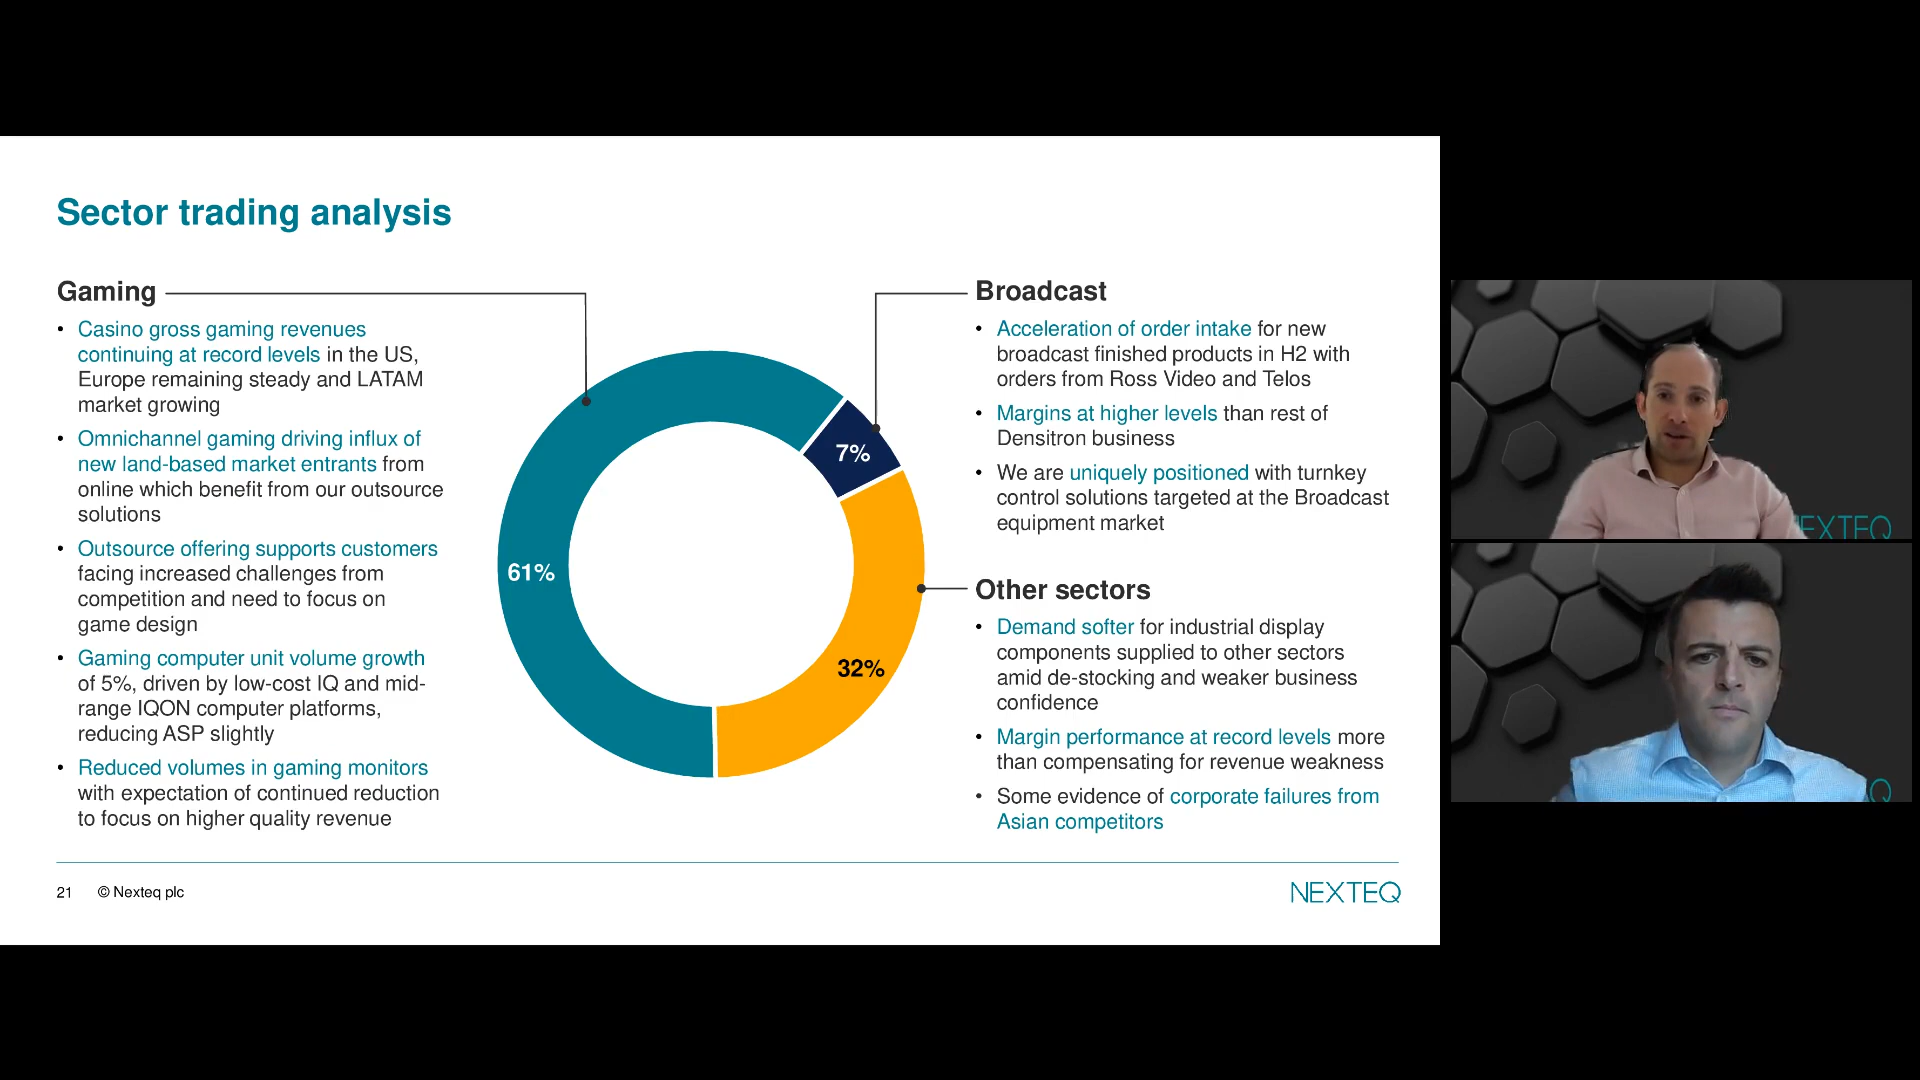 Sector trading analysis
Gaming
• Casino gross gaming revenues
continuing at record levels in the US,
Europe remaining steady and LATAM
market growing
• Omnichannel gaming driving influx of
new land-based market entrants from
online which benefit from our outsource
solutions
• Outsource offering supports customers
facing increased challenges from
competition and need to focus on
game design
• Gaming computer unit volume growth
of 5%, driven by low-cost IQ and mid-
range IQON computer platforms,
reducing ASP slightly
• Reduced volumes in gaming monitors
with expectation of continued reduction
to focus on higher quality revenue
61%
7%
32%
Broadcast
• Acceleration of order intake for new
broadcast finished products in H2 with
orders from Ross Video and Telos
• Margins at higher levels than rest of
Densitron business
• We are uniquely positioned with turnkey
control solutions targeted at the Broadcast
equipment market
Other sectors
• Demand softer for industrial display
components supplied to other sectors
amid de-stocking and weaker business
confidence
• Margin performance at record levels more
than compensating for revenue weakness
• Some evidence of corporate failures from
Asian competitors
21 © Nexteq plc
NEXTEQ
EXTEQ
Q